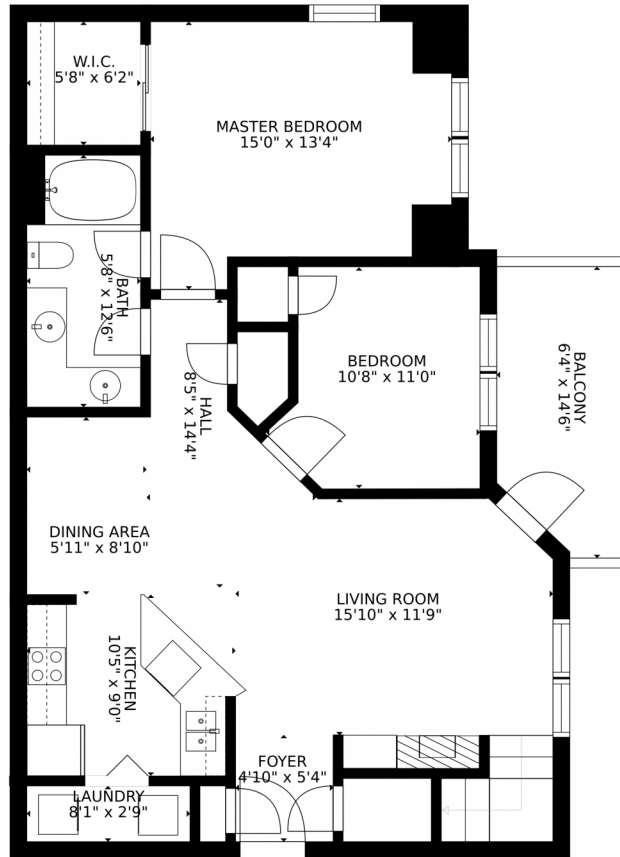 W.I.C.
5'8" x 6'2"
MASTER BEDROOM
15'0" x 13'4"
BATH
5'8" x 12'6"
BEDROOM
10'8" x 11'0"
BALCONY
6'4" x 14'6"
HALL
8'5" x 14'4"
DINING AREA
5'11" x 8'10"
LIVING ROOM
15'10" x 11'9"
KITCHEN
10'5" x 9'0"
FOYER
4'10" x 5'4"
LAUNDRY
8'1" x 2'9"